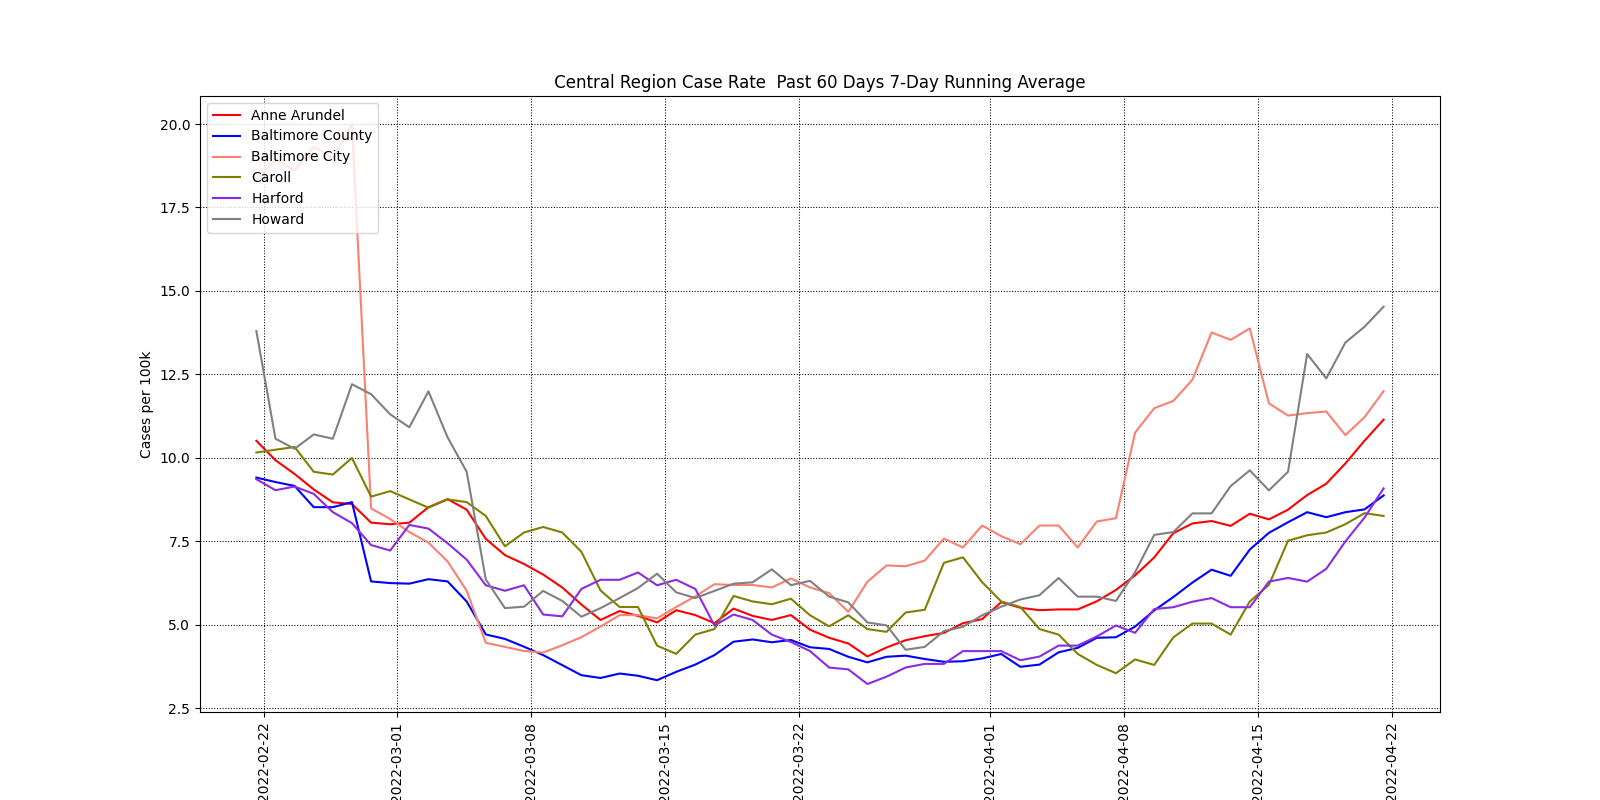 Central Region Case Rate  Past 60 Days 7-Day Running Average
Anne Arundel
Baltimore County
Baltimore City
Caroll
Harford
Howard
Cases per 100k
20.0
17.5
15.0
12.5
10.0
7.5
5.0
2.5
2022-02-22
2022-03-01
2022-03-08
2022-03-15
2022-03-22
2022-04-01
2022-04-08
2022-04-15
2022-04-22